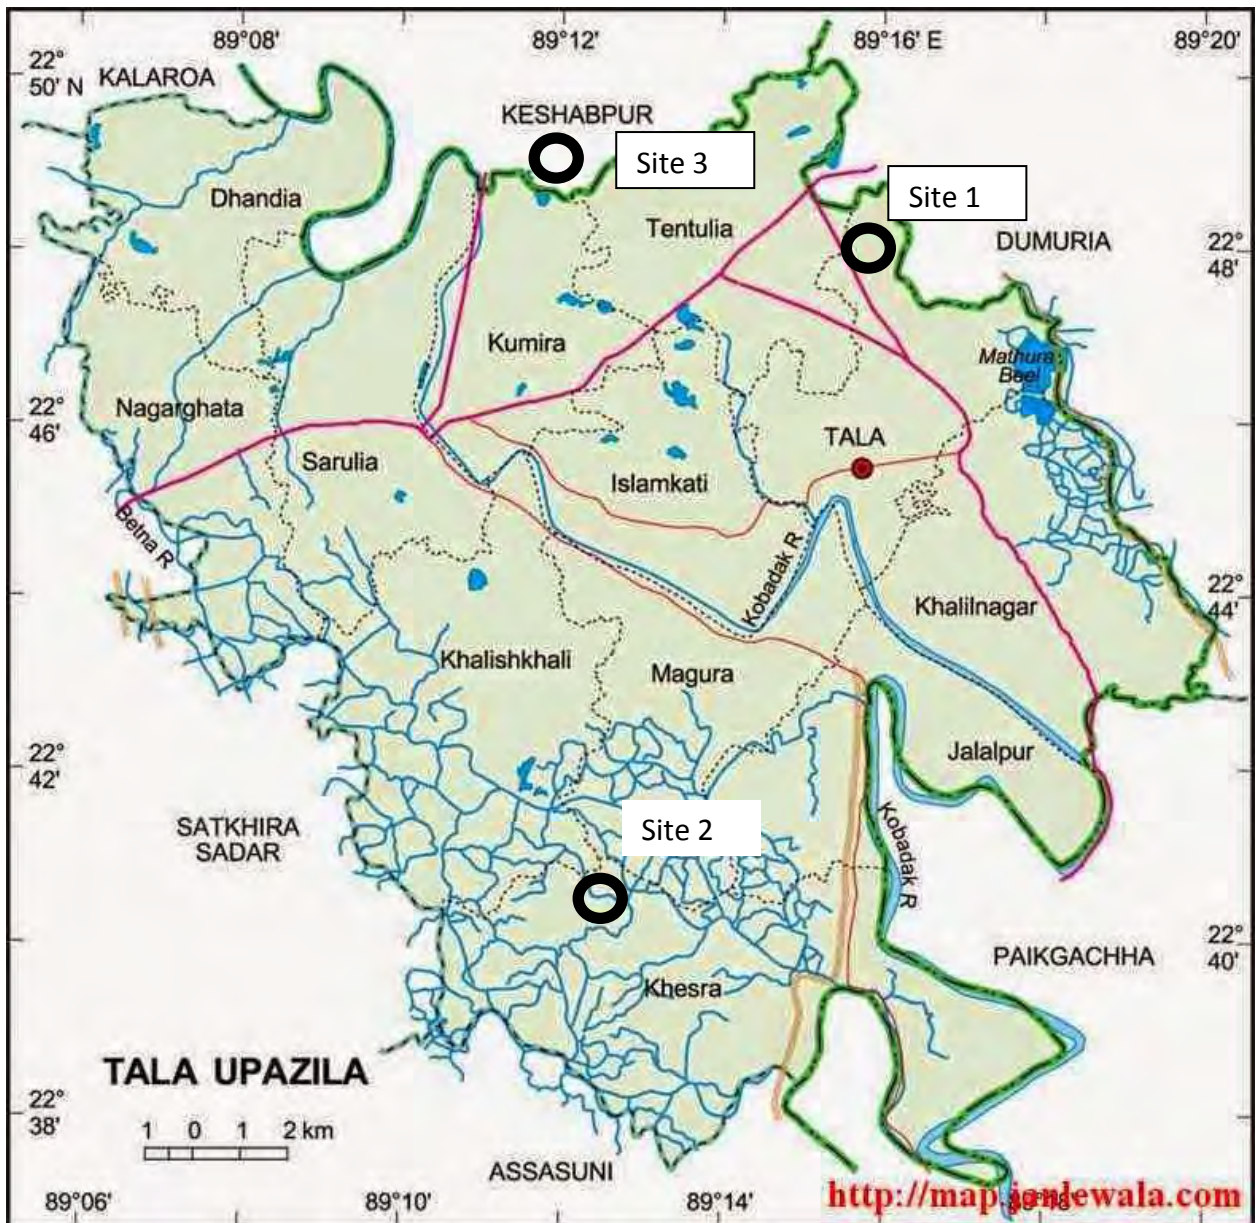 89°08'
89°12'
89°16' E
89°20'
22°
50' N
KALAROA
KESHABPUR
Site 3
Site 1
Dhandia
Tentulia
DUMURIA
22°
48'
Kumira
Mathura
Beel
Nagarghata
22°
46'
TALA
Sarulia
Islamkati
Betna R
Kobadak R
22°
44'
Khalilnagar
Khalishkhali
Magura
22°
42'
Jalalpur
SATKHIRA
SADAR
Site 2
Kobadak R
22°
40'
PAIKGACHHA
Khesra
TALA UPAZILA
22°
38'
1 0 1 2 km
ASSASUNI
89°06'
89°10'
89°14'
http://map.janlewala.com